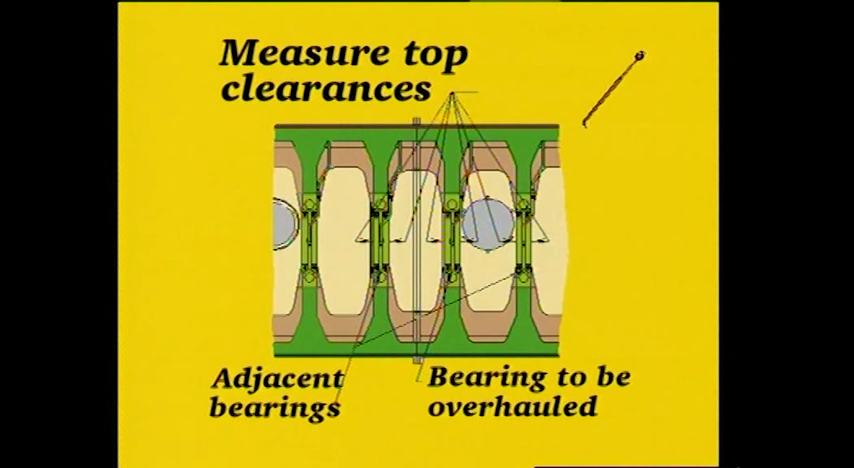 Measure top
clearances
Adjacent
bearings
Bearing to be
overhauled